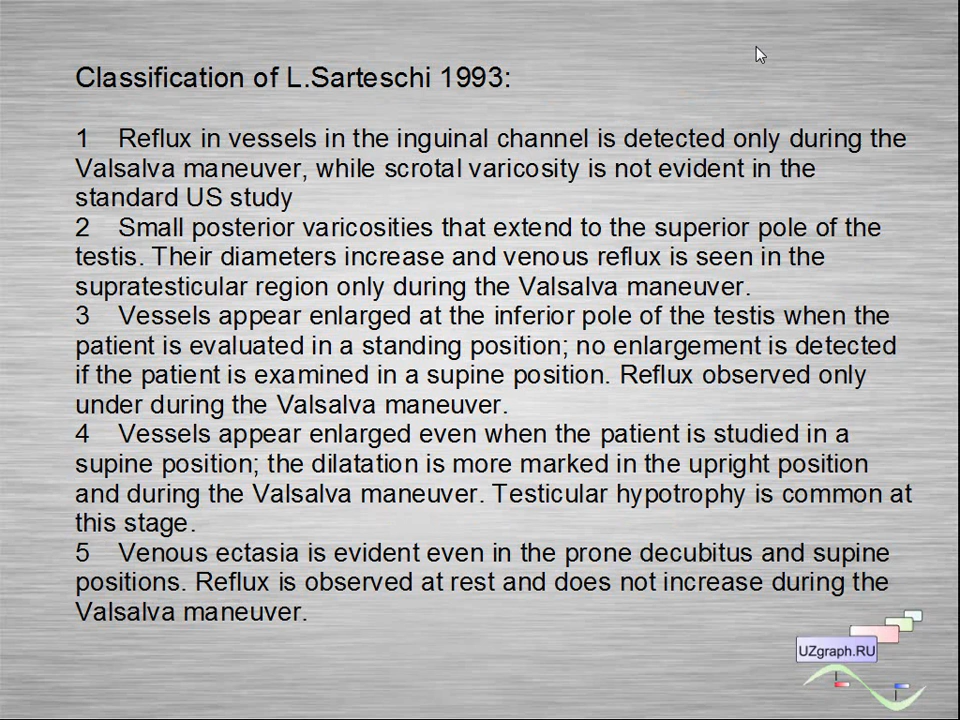 Classification of L.Sarteschi 1993:
1 Reflux in vessels in the inguinal channel is detected only during the
Valsalva maneuver, while scrotal varicosity is not evident in the
standard US study
2 Small posterior varicosities that extend to the superior pole of the
testis. Their diameters increase and venous reflux is seen in the
supratesticular region only during the Valsalva maneuver.
3 Vessels appear enlarged at the inferior pole of the testis when the
patient is evaluated in a standing position; no enlargement is detected
if the patient is examined in a supine position. Reflux observed only
under during the Valsalva maneuver.
4 Vessels appear enlarged even when the patient is studied in a
supine position; the dilatation is more marked in the upright position
and during the Valsalva maneuver. Testicular hypotrophy is common at
this stage.
5 Venous ectasia is evident even in the prone decubitus and supine
positions. Reflux is observed at rest and does not increase during the
Valsalva maneuver.
UZgraph.RU